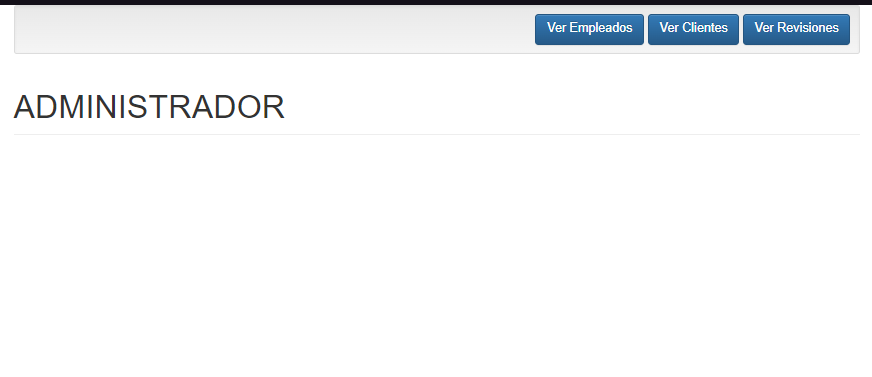 Ver Empleados Ver Clientes Ver Revisiones
ADMINISTRADOR